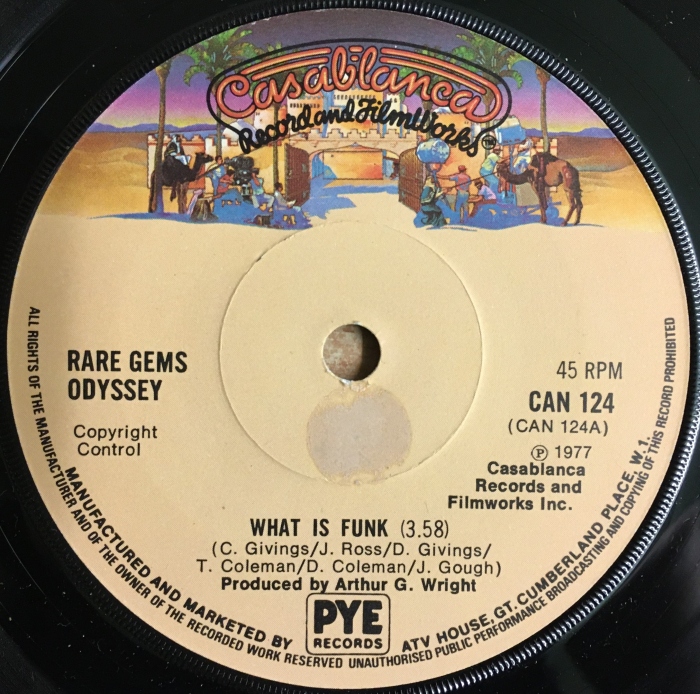 Casablanca
Record and FilmWorks™
RARE GEMS
ODYSSEY
Copyright
Control
45 RPM
CAN 124
(CAN 124A)
℗ 1977
Casablanca
Records and
Filmworks Inc.
WHAT IS FUNK (3.58)
(C. Givings/J. Ross/D. Givings/
T. Coleman/D. Coleman/J. Gough)
Produced by Arthur G. Wright
PYE
RECORDS
MANUFACTURED AND MARKETED BY
ATV HOUSE, GT. CUMBERLAND PLACE, W.1.
ALL RIGHTS OF THE MANUFACTURER AND OF THE OWNER OF THE RECORDED WORK RESERVED UNAUTHORISED PUBLIC PERFORMANCE BROADCASTING AND COPYING OF THIS RECORD PROHIBITED